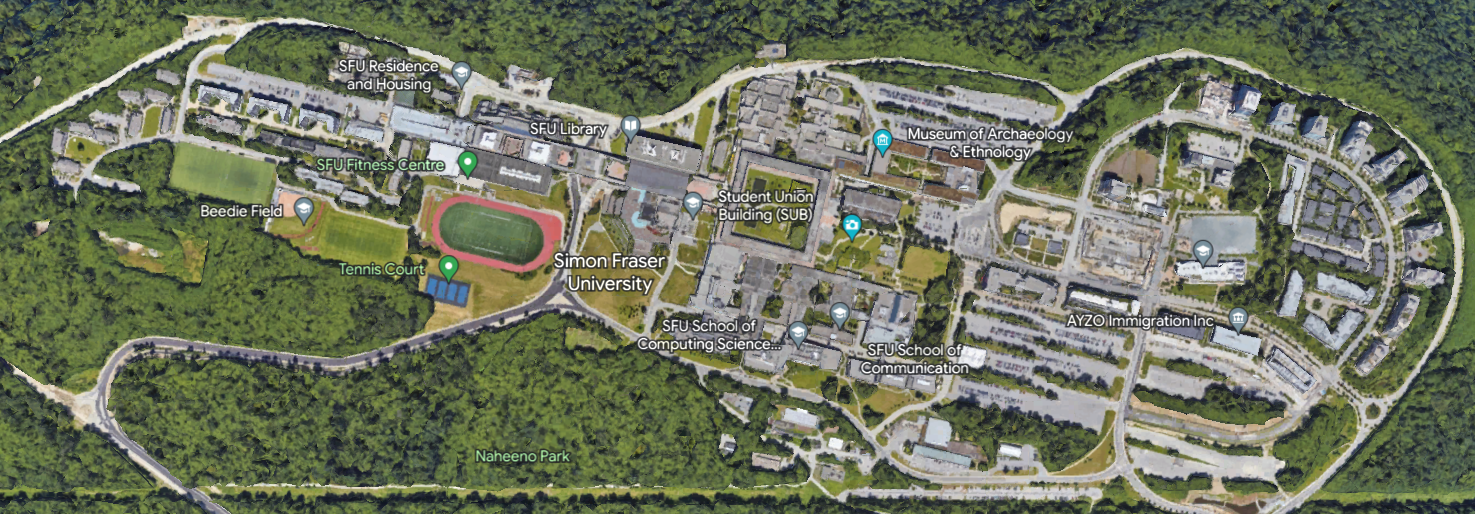 SFU Residence
and Housing
SFU Library
Museum of Archaeology
& Ethnology
SFU Fitness Centre
Beedie Field
Student Union
Building (SUB)
Tennis Court
Simon Fraser
University
SFU School of
Computing Science...
AYZO Immigration Inc
SFU School of
Communication
Naheeno Park